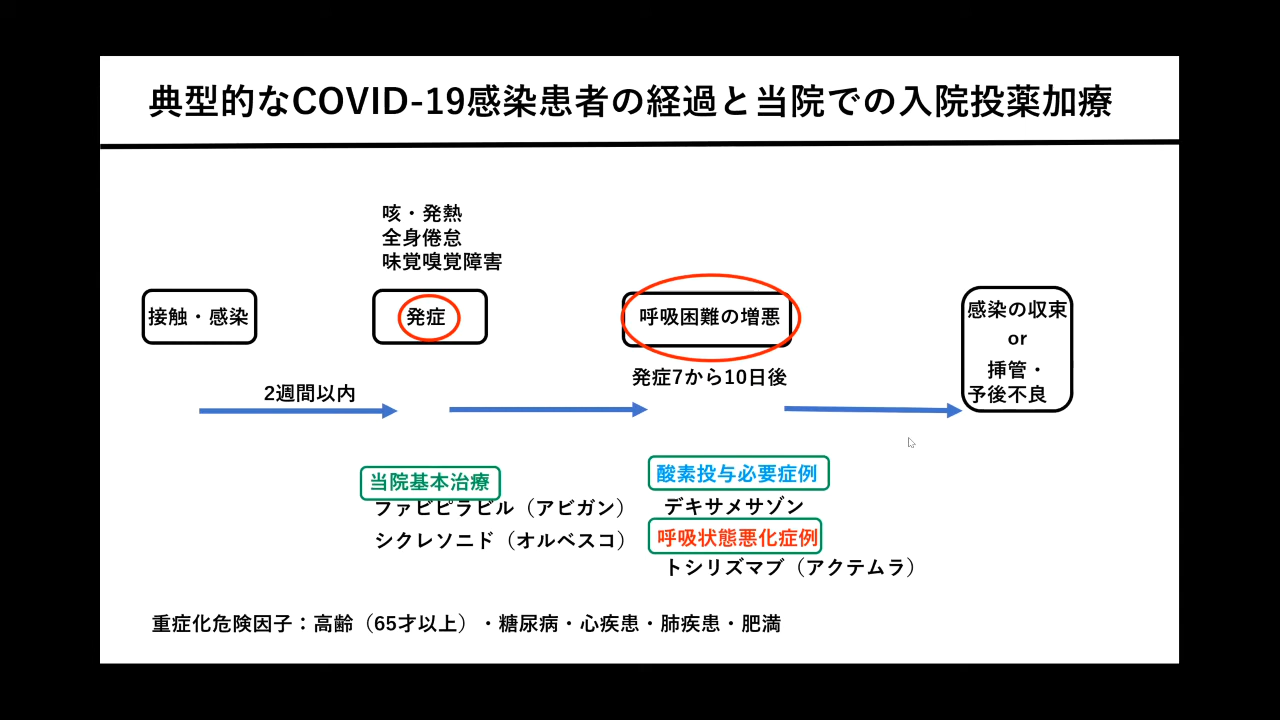 典型的なCOVID-19感染患者の経過と当院での入院投薬加療
咳・発熱
全身倦怠
味覚嗅覚障害
接触・感染
発症
呼吸困難の増悪
感染の収束
or
挿管・
予後不良
発症7から10日後
2週間以内
当院基本治療
ファビピラビル（アビガン）
シクレソニド（オルベスコ）
酸素投与必要症例
デキサメサゾン
呼吸状態悪化症例
トシリズマブ（アクテムラ）
重症化危険因子：高齢（65才以上）・糖尿病・心疾患・肺疾患・肥満